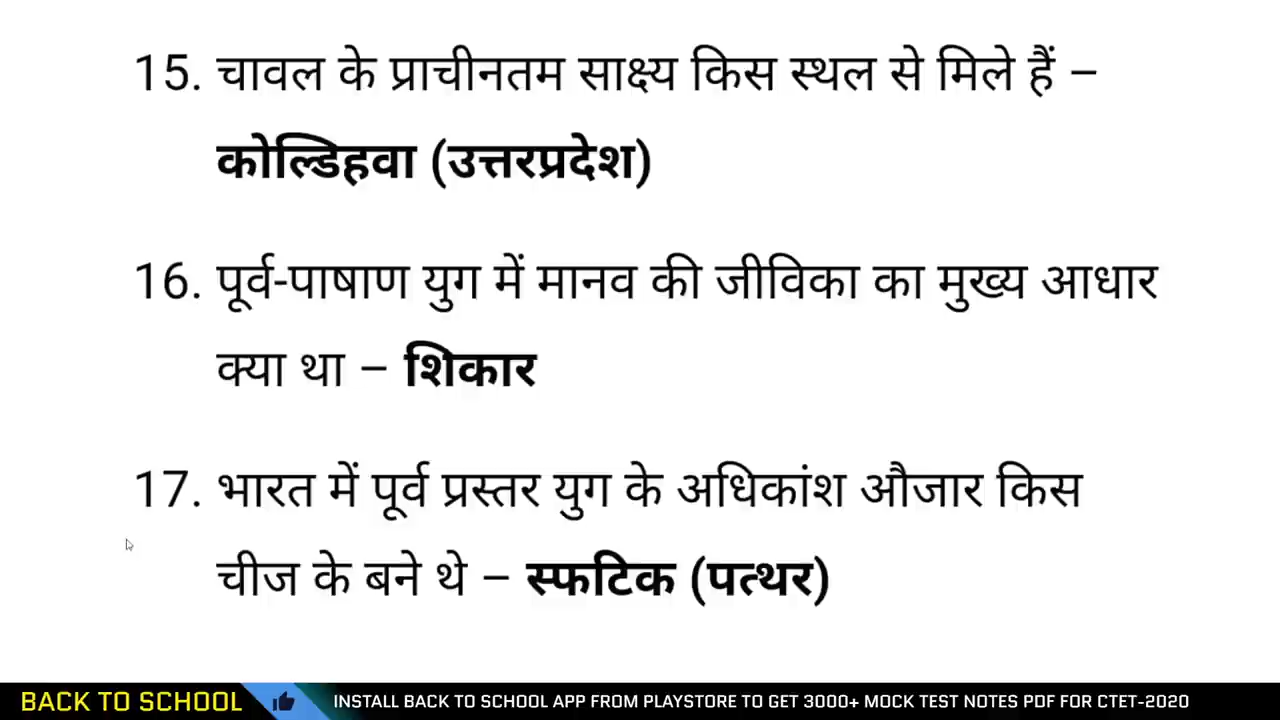 15. चावल के प्राचीनतम साक्ष्य किस स्थल से मिले हैं –
कोल्डिहवा (उत्तरप्रदेश)
16. पूर्व-पाषाण युग में मानव की जीविका का मुख्य आधार
क्या था – शिकार
17. भारत में पूर्व प्रस्तर युग के अधिकांश औजार किस
चीज के बने थे – स्फटिक (पत्थर)
BACK TO SCHOOL INSTALL BACK TO SCHOOL APP FROM PLAYSTORE TO GET 3000+ MOCK TEST NOTES PDF FOR CTET-2020